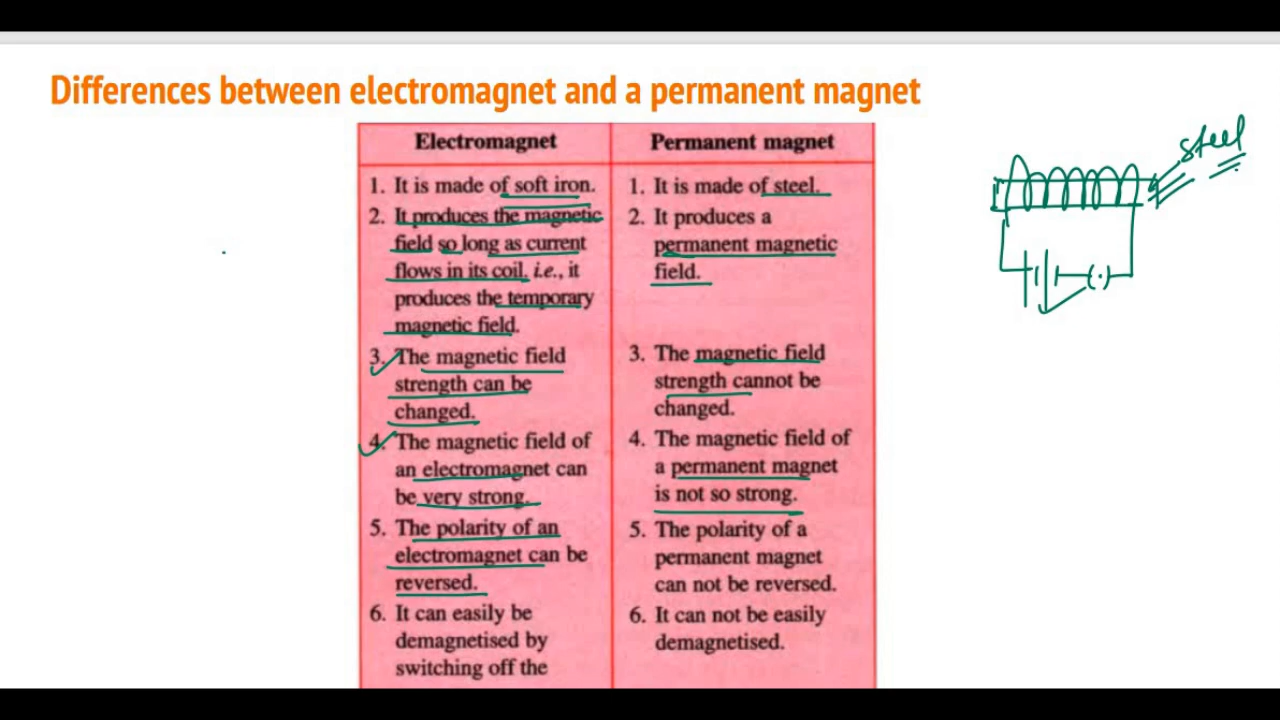 Differences between electromagnet and a permanent magnet
Electromagnet
1. It is made of soft iron.
2. It produces the magnetic
field so long as current
flows in its coil, i.e., it
produces the temporary
magnetic field.
3. The magnetic field
strength can be
changed.
4. The magnetic field of
an electromagnet can
be very strong.
5. The polarity of an
electromagnet can be
reversed.
6. It can easily be
demagnetised by
switching off the
Permanent magnet
1. It is made of steel.
2. It produces a
permanent magnetic
field.
3. The magnetic field
strength cannot be
changed.
4. The magnetic field of
a permanent magnet
is not so strong.
5. The polarity of a
permanent magnet
can not be reversed.
6. It can not be easily
demagnetised.
steel